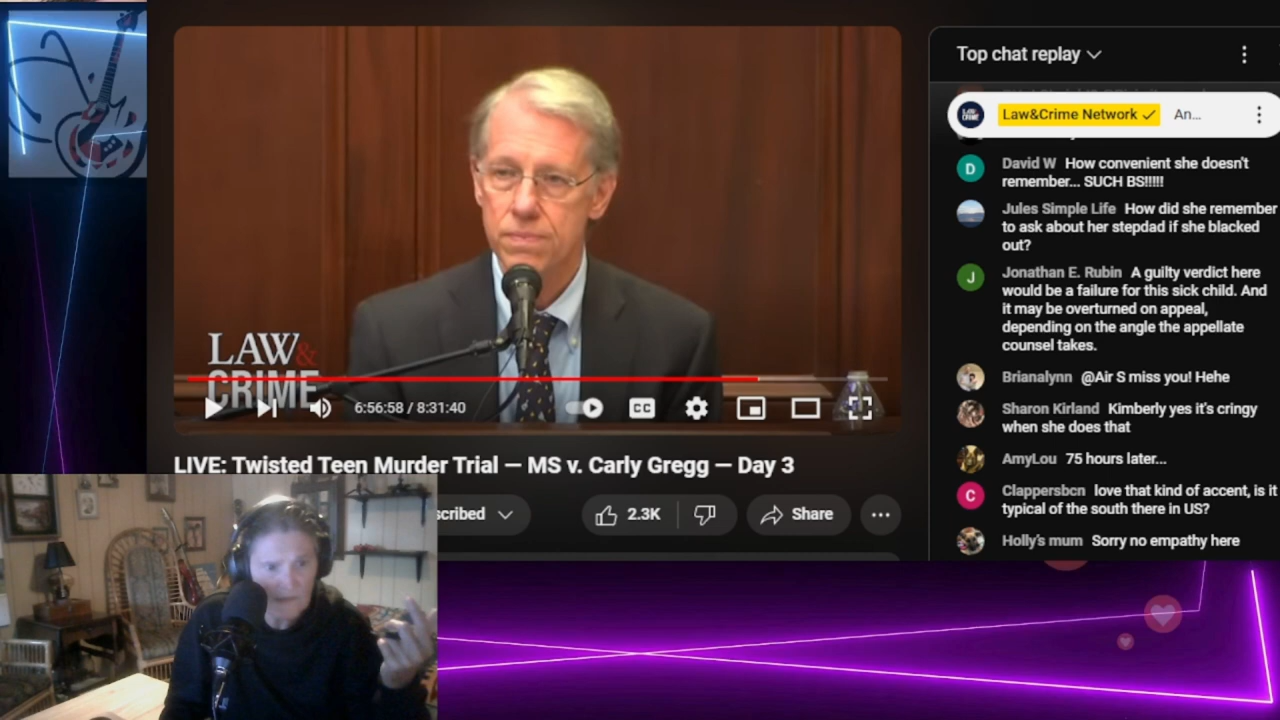 LAW&
CRIME
6:56:58 / 8:31:40
CC
LIVE: Twisted Teen Murder Trial — MS v. Carly Gregg — Day 3
scribed
2.3K
Share
Top chat replay
LAW&
CRIME
Law&Crime Network An...
D
David W How convenient she doesn't
remember... SUCH BS!!!!!
Jules Simple Life How did she remember
to ask about her stepdad if she blacked
out?
J
Jonathan E. Rubin A guilty verdict here
would be a failure for this sick child. And
it may be overturned on appeal,
depending on the angle the appellate
counsel takes.
Brianalynn @Air S miss you! Hehe
Sharon Kirland Kimberly yes it's cringy
when she does that
AmyLou 75 hours later...
C
Clappersbcn love that kind of accent, is it
typical of the south there in US?
Holly's mum Sorry no empathy here